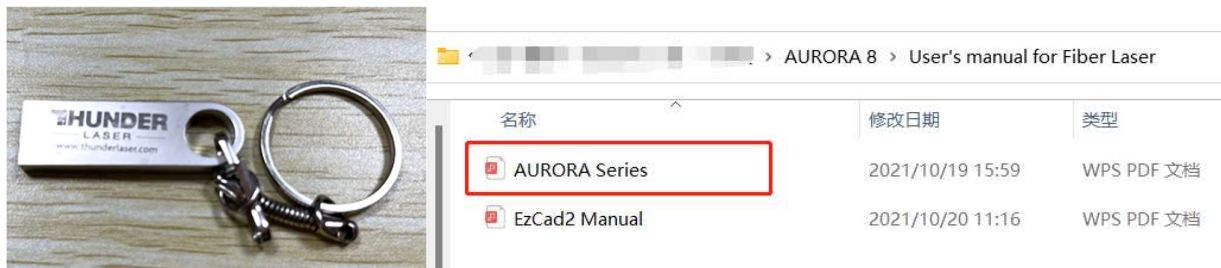 THUNDER
LASER
www.thunderlaser.com
› AURORA 8 › User's manual for Fiber Laser
名称 修改日期 类型
AURORA Series 2021/10/19 15:59 WPS PDF 文档
EzCad2 Manual 2021/10/20 11:16 WPS PDF 文档